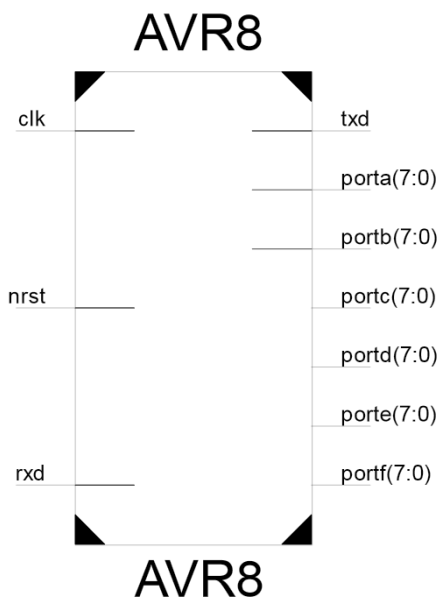 AVR8
clk
txd
porta(7:0)
portb(7:0)
nrst
portc(7:0)
portd(7:0)
porte(7:0)
rxd
portf(7:0)
AVR8